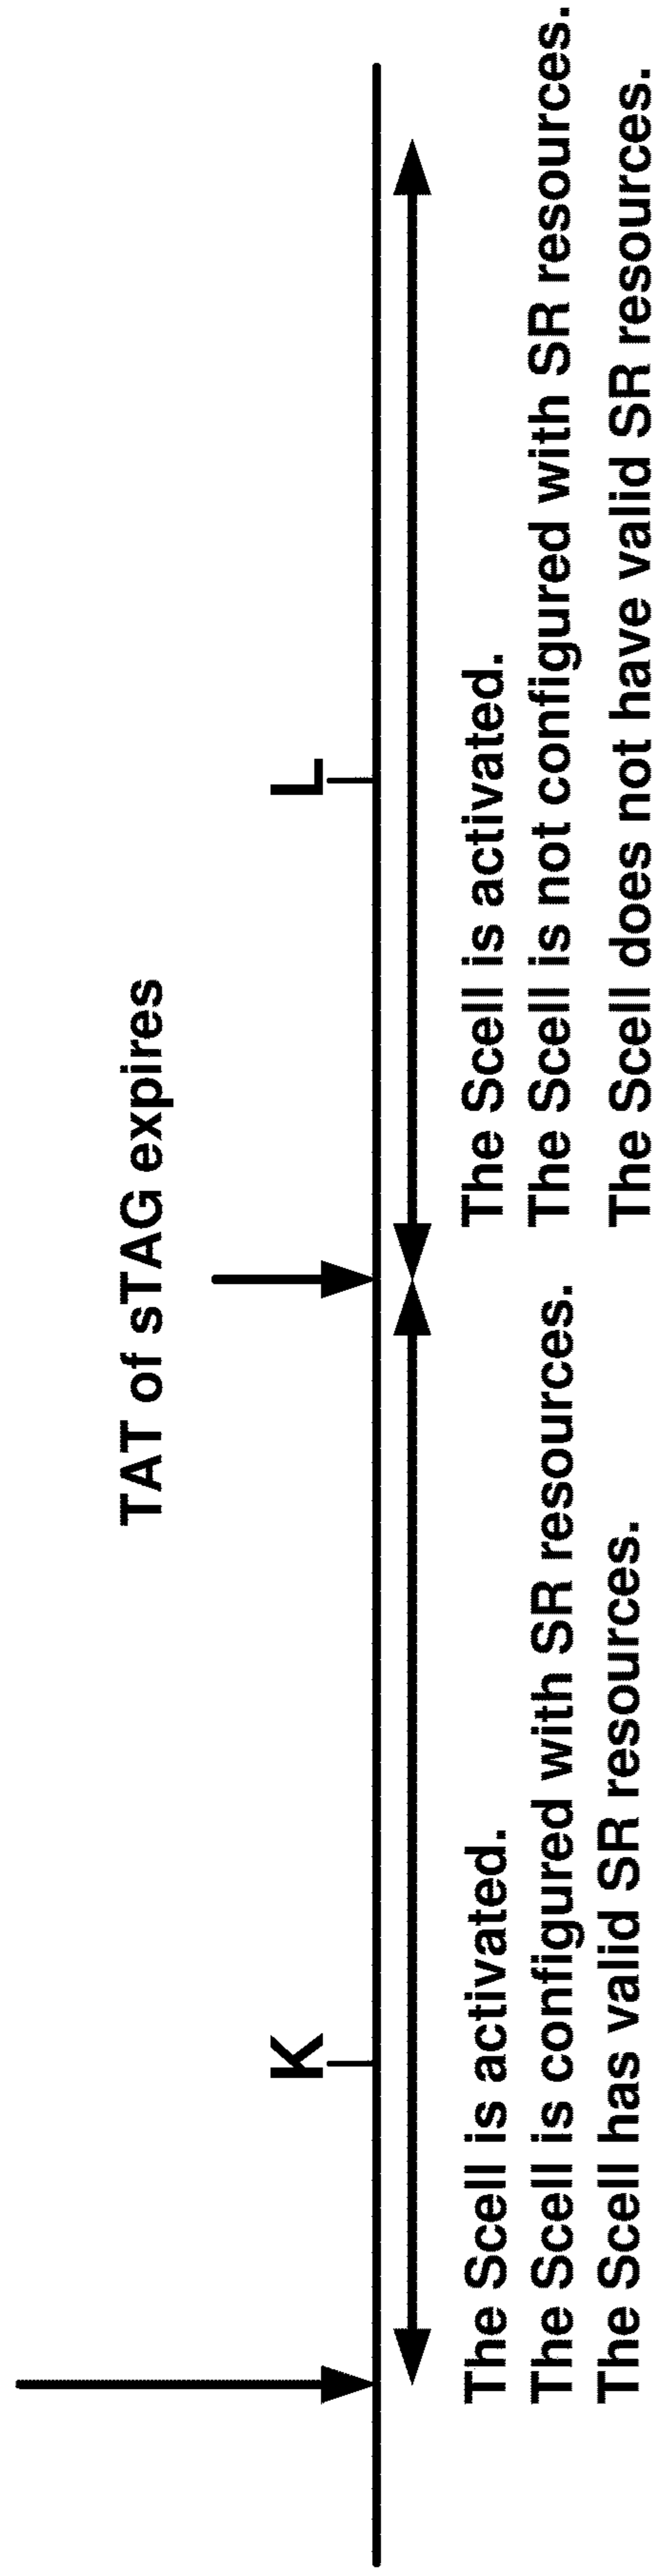 TAT of sTAG expires
K
L
The Scell is activated.
The Scell is configured with SR resources.
The Scell has valid SR resources.
The Scell is activated.
The Scell is not configured with SR resources.
The Scell does not have valid SR resources.